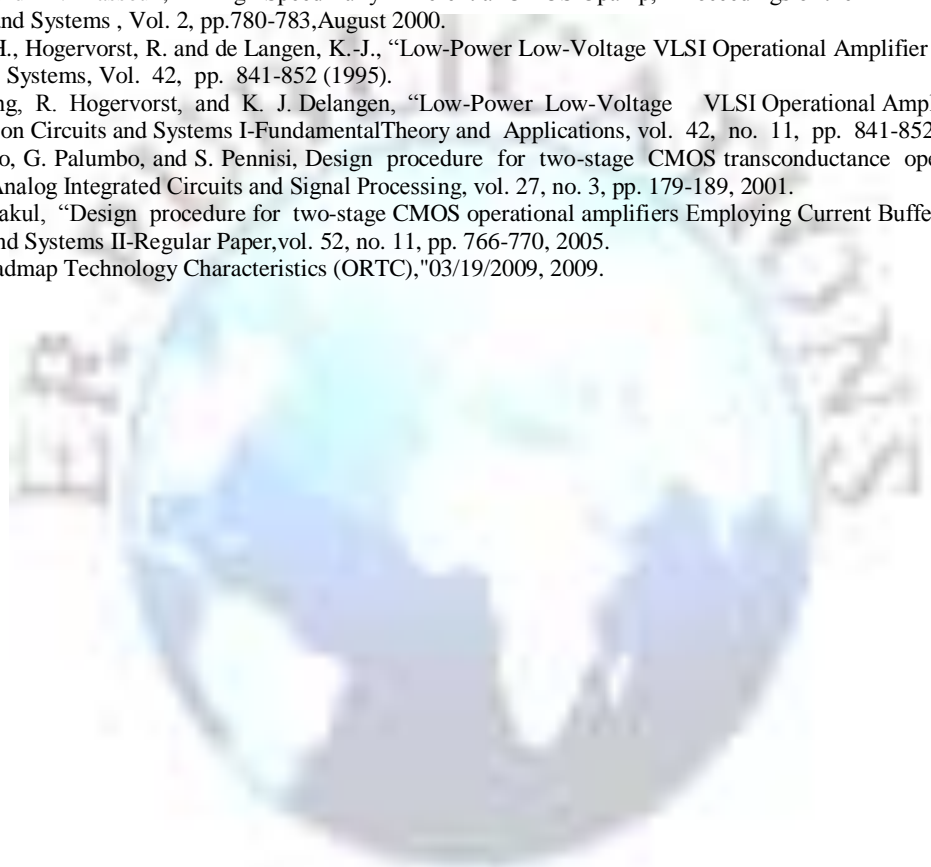 and Systems , Vol. 2, pp.780-783,August 2000.
H., Hogervorst, R. and de Langen, K.-J., “Low-Power Low-Voltage VLSI Operational Amplifier
Systems, Vol. 42, pp. 841-852 (1995).
ng, R. Hogervorst, and K. J. Delangen, “Low-Power Low-Voltage VLSI Operational Ampl
on Circuits and Systems I-FundamentalTheory and Applications, vol. 42, no. 11, pp. 841-852
o, G. Palumbo, and S. Pennisi, Design procedure for two-stage CMOS transconductance ope
Analog Integrated Circuits and Signal Processing, vol. 27, no. 3, pp. 179-189, 2001.
akul, “Design procedure for two-stage CMOS operational amplifiers Employing Current Buffe
nd Systems II-Regular Paper,vol. 52, no. 11, pp. 766-770, 2005.
admap Technology Characteristics (ORTC),"03/19/2009, 2009.